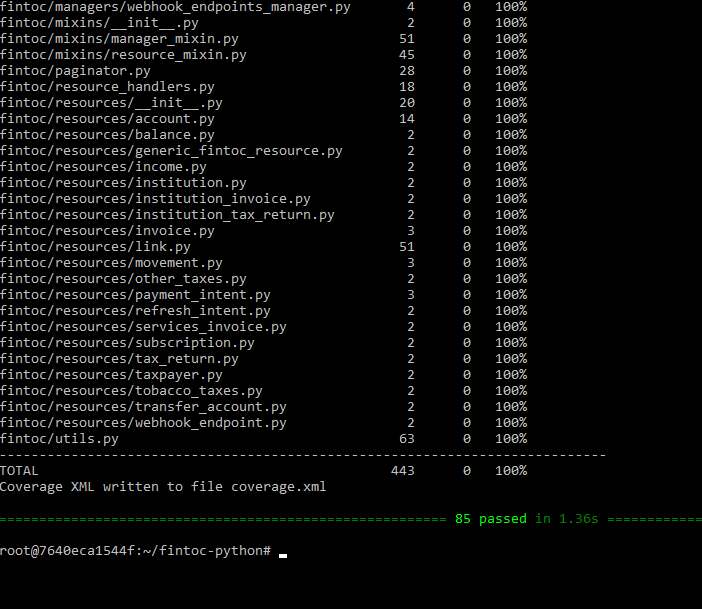 fintoc/managers/webhook_endpoints_manager.py 4 0 100%
fintoc/mixins/__init__.py 2 0 100%
fintoc/mixins/manager_mixin.py 51 0 100%
fintoc/mixins/resource_mixin.py 45 0 100%
fintoc/paginator.py 28 0 100%
fintoc/resource_handlers.py 18 0 100%
fintoc/resources/__init__.py 20 0 100%
fintoc/resources/account.py 14 0 100%
fintoc/resources/balance.py 2 0 100%
fintoc/resources/generic_fintoc_resource.py 2 0 100%
fintoc/resources/income.py 2 0 100%
fintoc/resources/institution.py 2 0 100%
fintoc/resources/institution_invoice.py 2 0 100%
fintoc/resources/institution_tax_return.py 2 0 100%
fintoc/resources/invoice.py 3 0 100%
fintoc/resources/link.py 51 0 100%
fintoc/resources/movement.py 3 0 100%
fintoc/resources/other_taxes.py 2 0 100%
fintoc/resources/payment_intent.py 3 0 100%
fintoc/resources/refresh_intent.py 2 0 100%
fintoc/resources/services_invoice.py 2 0 100%
fintoc/resources/subscription.py 2 0 100%
fintoc/resources/tax_return.py 2 0 100%
fintoc/resources/taxpayer.py 2 0 100%
fintoc/resources/tobacco_taxes.py 2 0 100%
fintoc/resources/transfer_account.py 2 0 100%
fintoc/resources/webhook_endpoint.py 2 0 100%
fintoc/utils.py 63 0 100%
----------------------------------------------------------------------------
TOTAL 443 0 100%
Coverage XML written to file coverage.xml
======================================================== 85 passed in 1.36s ============
root@7640eca1544f:~/fintoc-python#